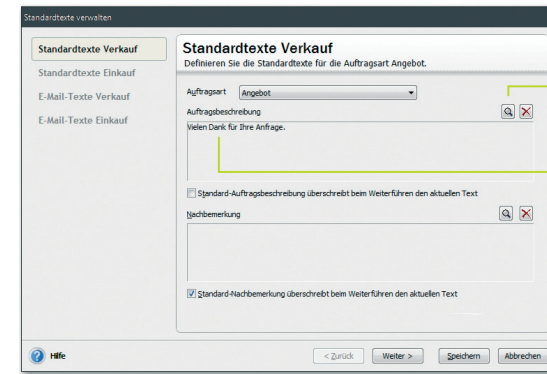 Standardtexte verwalten
Standardtexte Verkauf
Standardtexte Einkauf
E-Mail-Texte Verkauf
E-Mail-Texte Einkauf
Standardtexte Verkauf
Definieren Sie die Standardtexte für die Auftragsart Angebot.
Auftragsart Angebot
Auftragsbeschreibung
Vielen Dank für Ihre Anfrage.
Standard-Auftragsbeschreibung überschreibt beim Weiterführen den aktuellen Text
Nachbemerkung
Standard-Nachbemerkung überschreibt beim Weiterführen den aktuellen Text
? Hilfe
< Zurück Weiter > Speichern Abbrechen